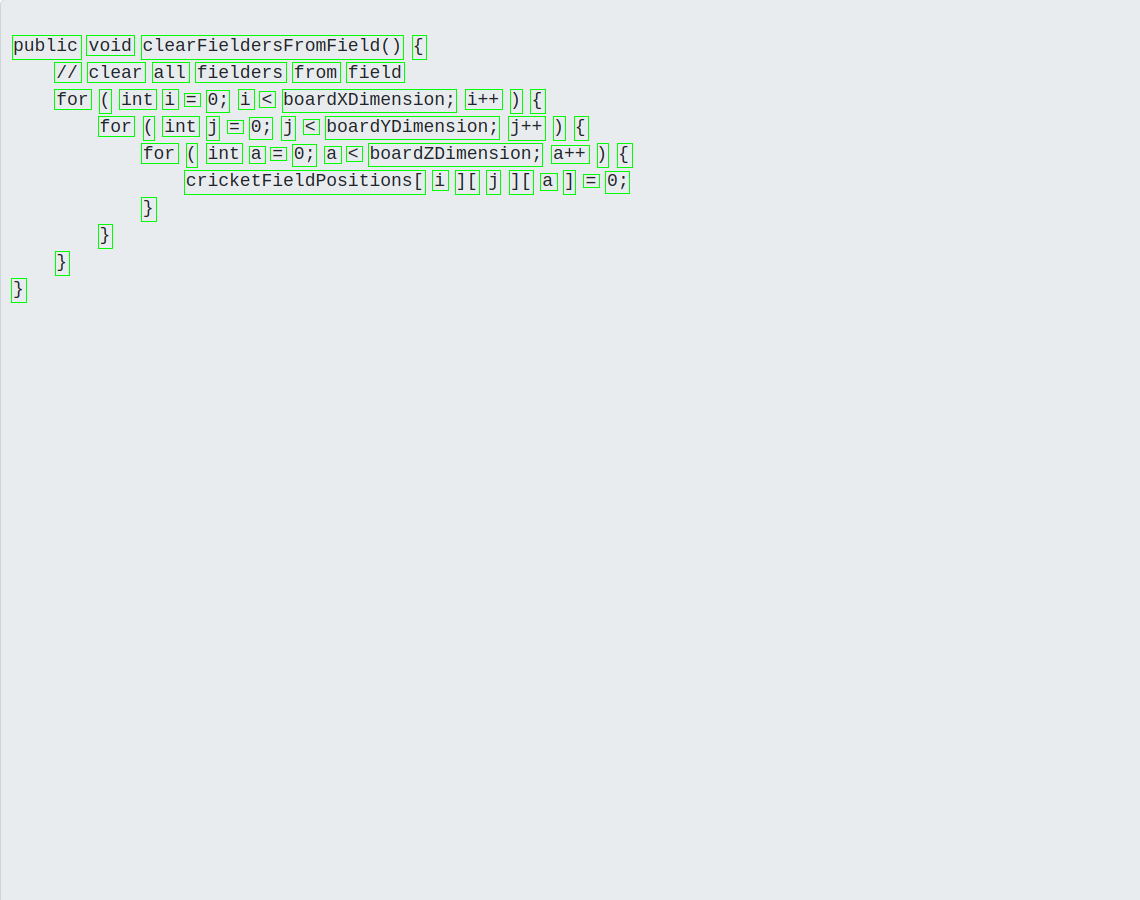 public void clearFieldersFromField() {
    // clear all fielders from field
    for ( int i = 0; i < boardXDimension; i++ ) {
        for ( int j = 0; j < boardYDimension; j++ ) {
            for ( int a = 0; a < boardZDimension; a++ ) {
                cricketFieldPositions[ i ][ j ][ a ] = 0;
            }
        }
    }
}